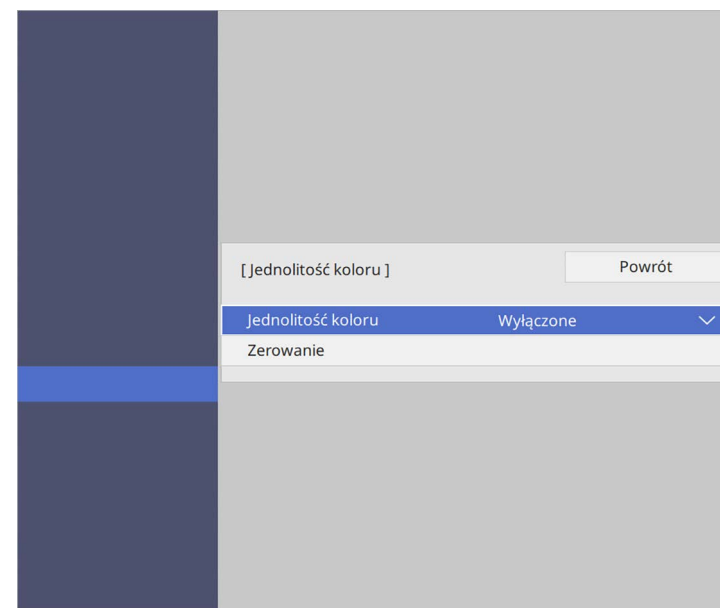 [ Jednolitość koloru ]
Powrót
Jednolitość koloru Wyłączone
Zerowanie